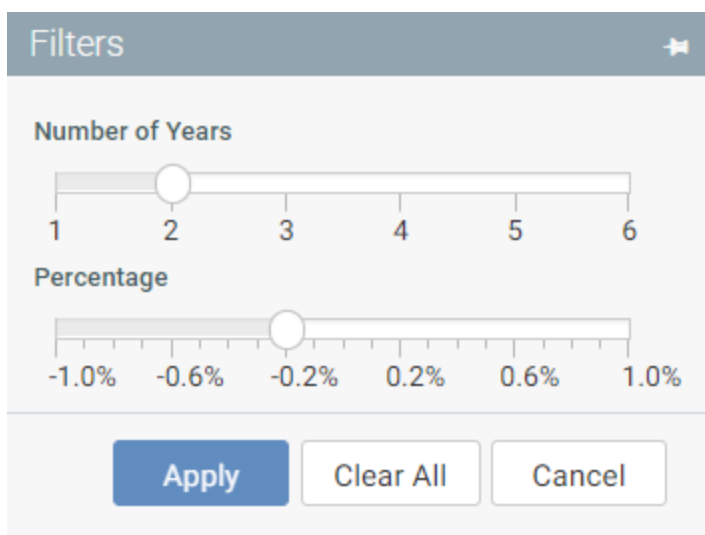 Filters
Number of Years
1 2 3 4 5 6
Percentage
-1.0% -0.6% -0.2% 0.2% 0.6% 1.0%
Apply Clear All Cancel